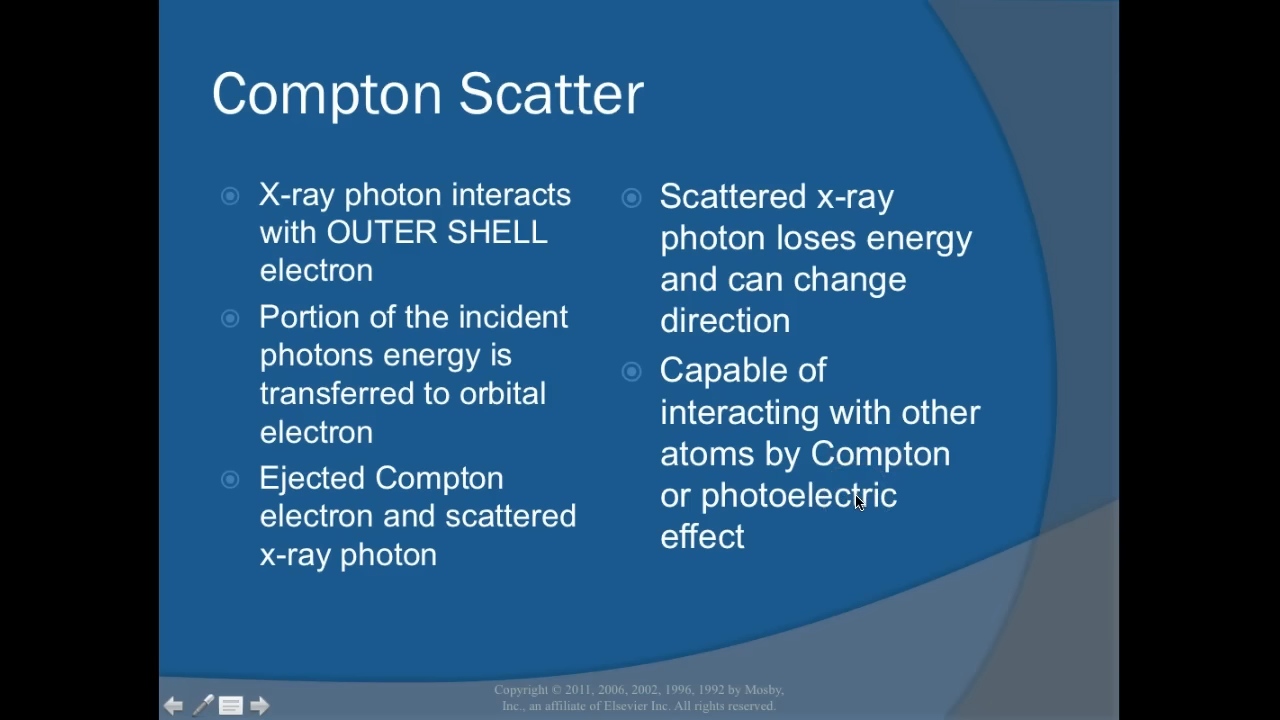 Compton Scatter
X-ray photon interacts
with OUTER SHELL
electron
Portion of the incident
photons energy is
transferred to orbital
electron
Ejected Compton
electron and scattered
x-ray photon
Scattered x-ray
photon loses energy
and can change
direction
Capable of
interacting with other
atoms by Compton
or photoelectric
effect
Copyright © 2011, 2006, 2002, 1996, 1992 by Mosby,
Inc., an affiliate of Elsevier Inc. All rights reserved.